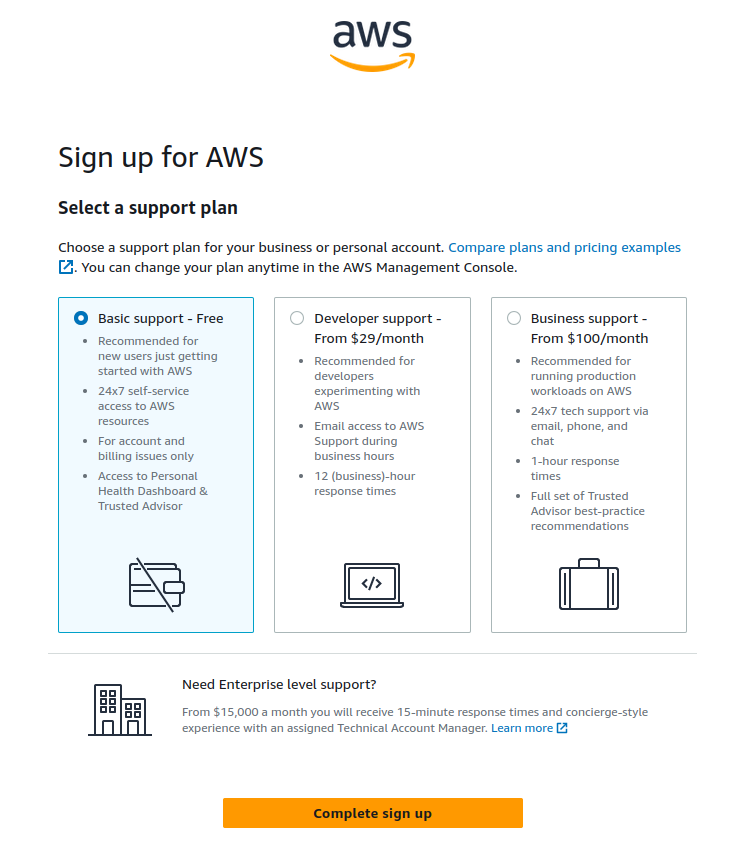 aws
Sign up for AWS
Select a support plan
Choose a support plan for your business or personal account. Compare plans and pricing examples
. You can change your plan anytime in the AWS Management Console.
Basic support - Free
Recommended for
new users just getting
started with AWS
24x7 self-service
access to AWS
resources
For account and
billing issues only
Access to Personal
Health Dashboard &
Trusted Advisor
Developer support -
From $29/month
Recommended for
developers
experimenting with
AWS
Email access to AWS
Support during
business hours
12 (business)-hour
response times
</>
Business support -
From $100/month
Recommended for
running production
workloads on AWS
24x7 tech support via
email, phone, and
chat
1-hour response
times
Full set of Trusted
Advisor best-practice
recommendations
Need Enterprise level support?
From $15,000 a month you will receive 15-minute response times and concierge-style
experience with an assigned Technical Account Manager. Learn more
Complete sign up